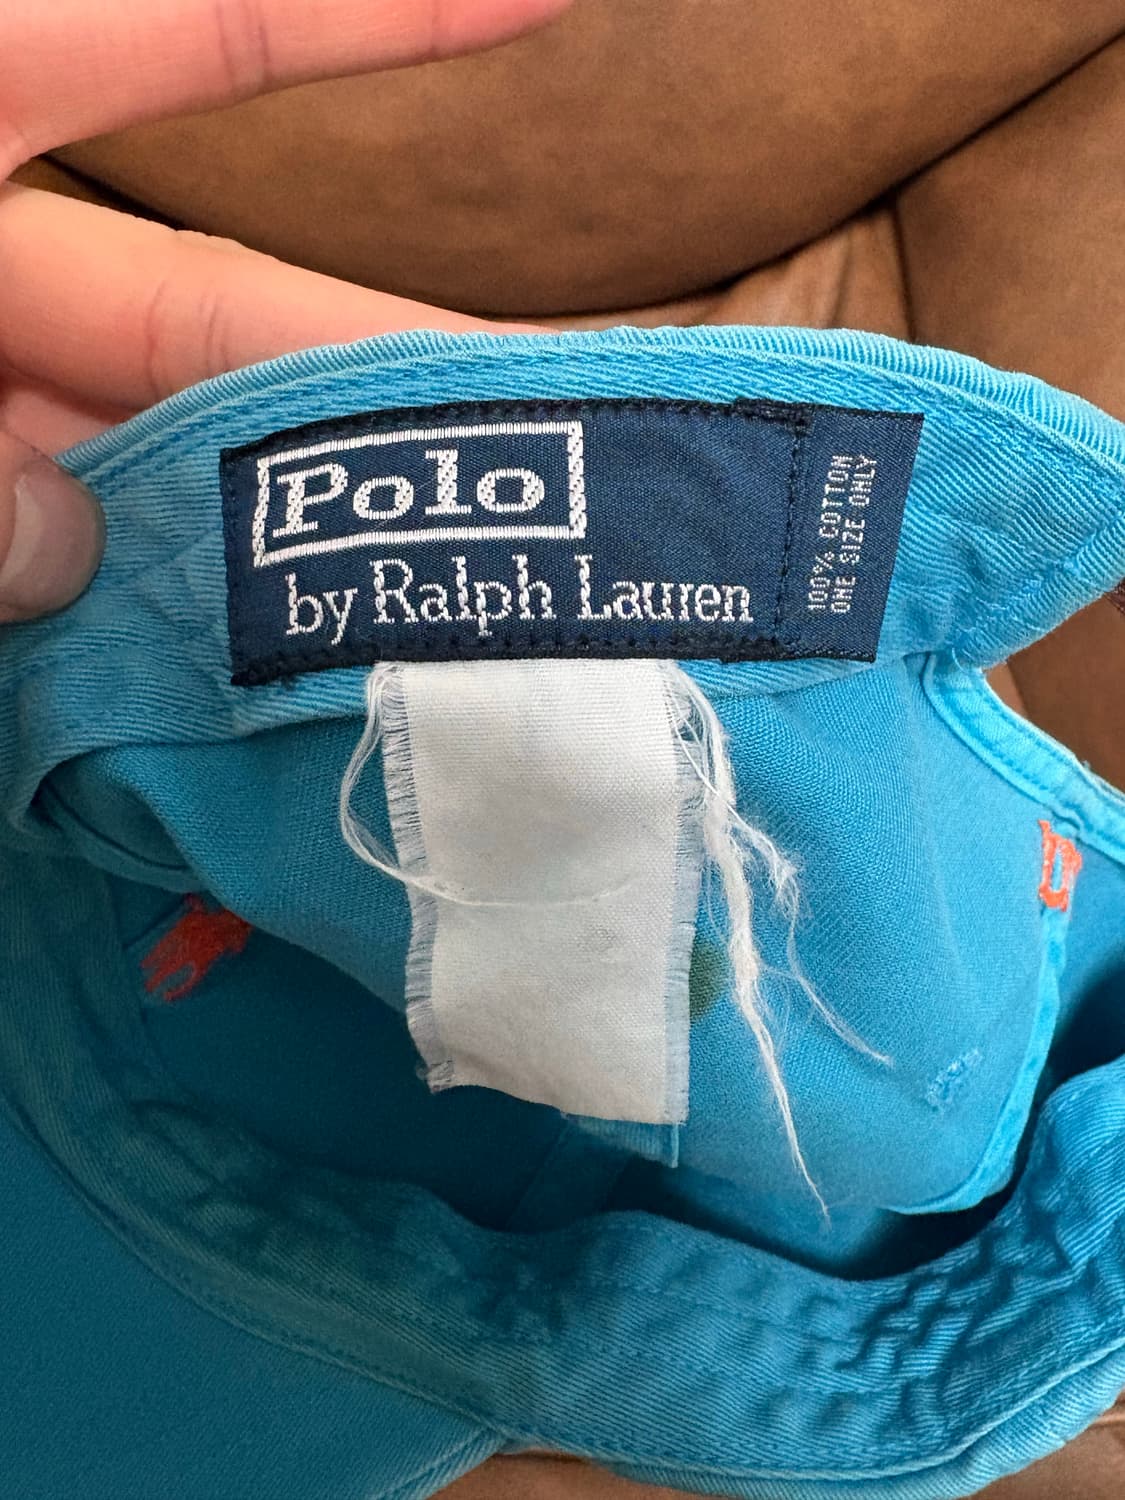 Polo
by Ralph Lauren
100% COTTON
ONE SIZE ONLY